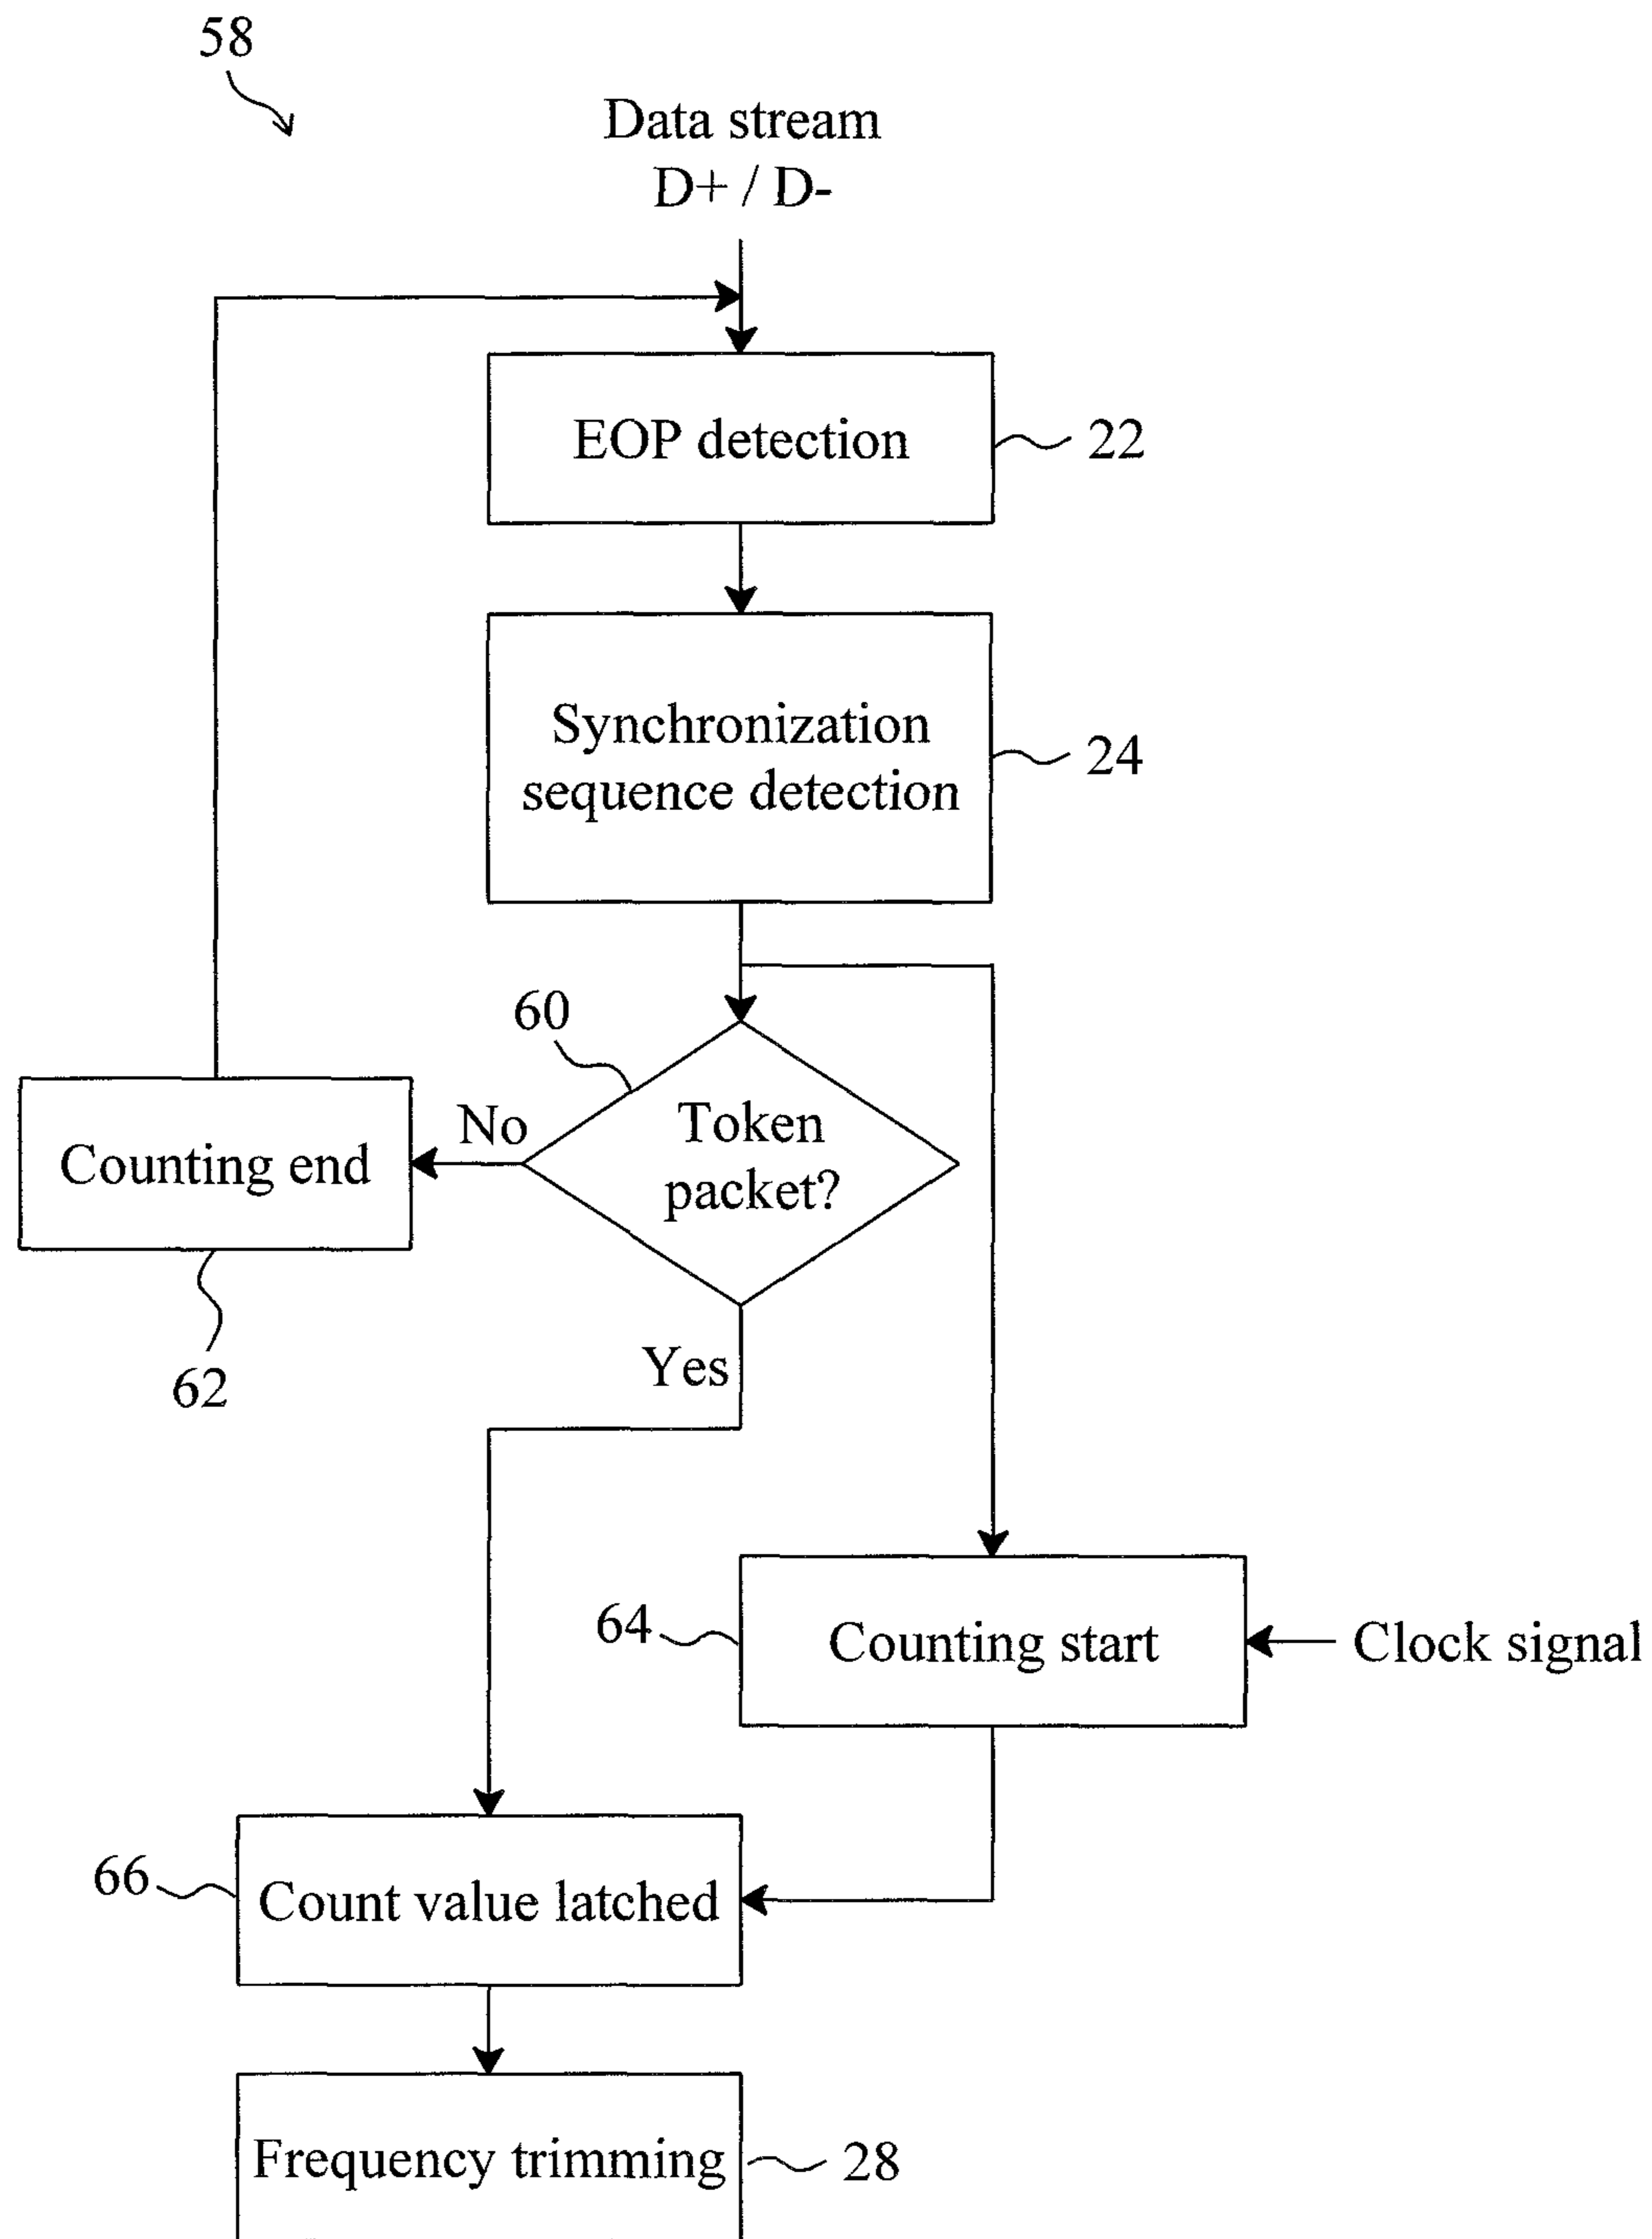 58
Data stream
D+ / D-
EOP detection
22
Synchronization
sequence detection
24
60
Token
packet?
No
Counting end
62
Yes
64
Counting start
Clock signal
66
Count value latched
Frequency trimming
28